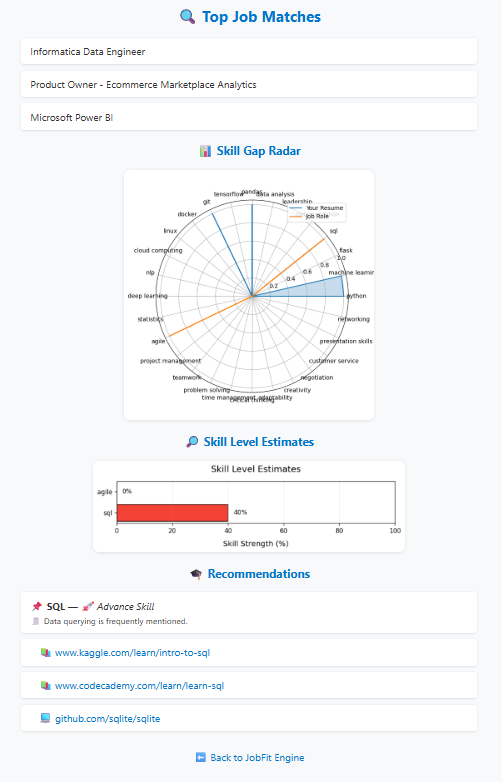 Top Job Matches
Informatica Data Engineer
Product Owner - Ecommerce Marketplace Analytics
Microsoft Power BI
Skill Gap Radar
pandas
tensorflow
data analysis
git
leadership
Your Resume
Job Role
docker
sql
linux
flask
cloud computing
1.0
0.8
0.6
0.4
0.2
nlp
machine learnin
deep learning
python
statistics
networking
agile
presentation skills
project management
customer service
teamwork
negotiation
problem solving
creativity
time management
adaptability
critical thinking
Skill Level Estimates
Skill Level Estimates
agile
0%
sql
40%
0 20 40 60 80 100
Skill Strength (%)
Recommendations
SQL — Advance Skill
Data querying is frequently mentioned.
www.kaggle.com/learn/intro-to-sql
www.codecademy.com/learn/learn-sql
github.com/sqlite/sqlite
Back to JobFit Engine